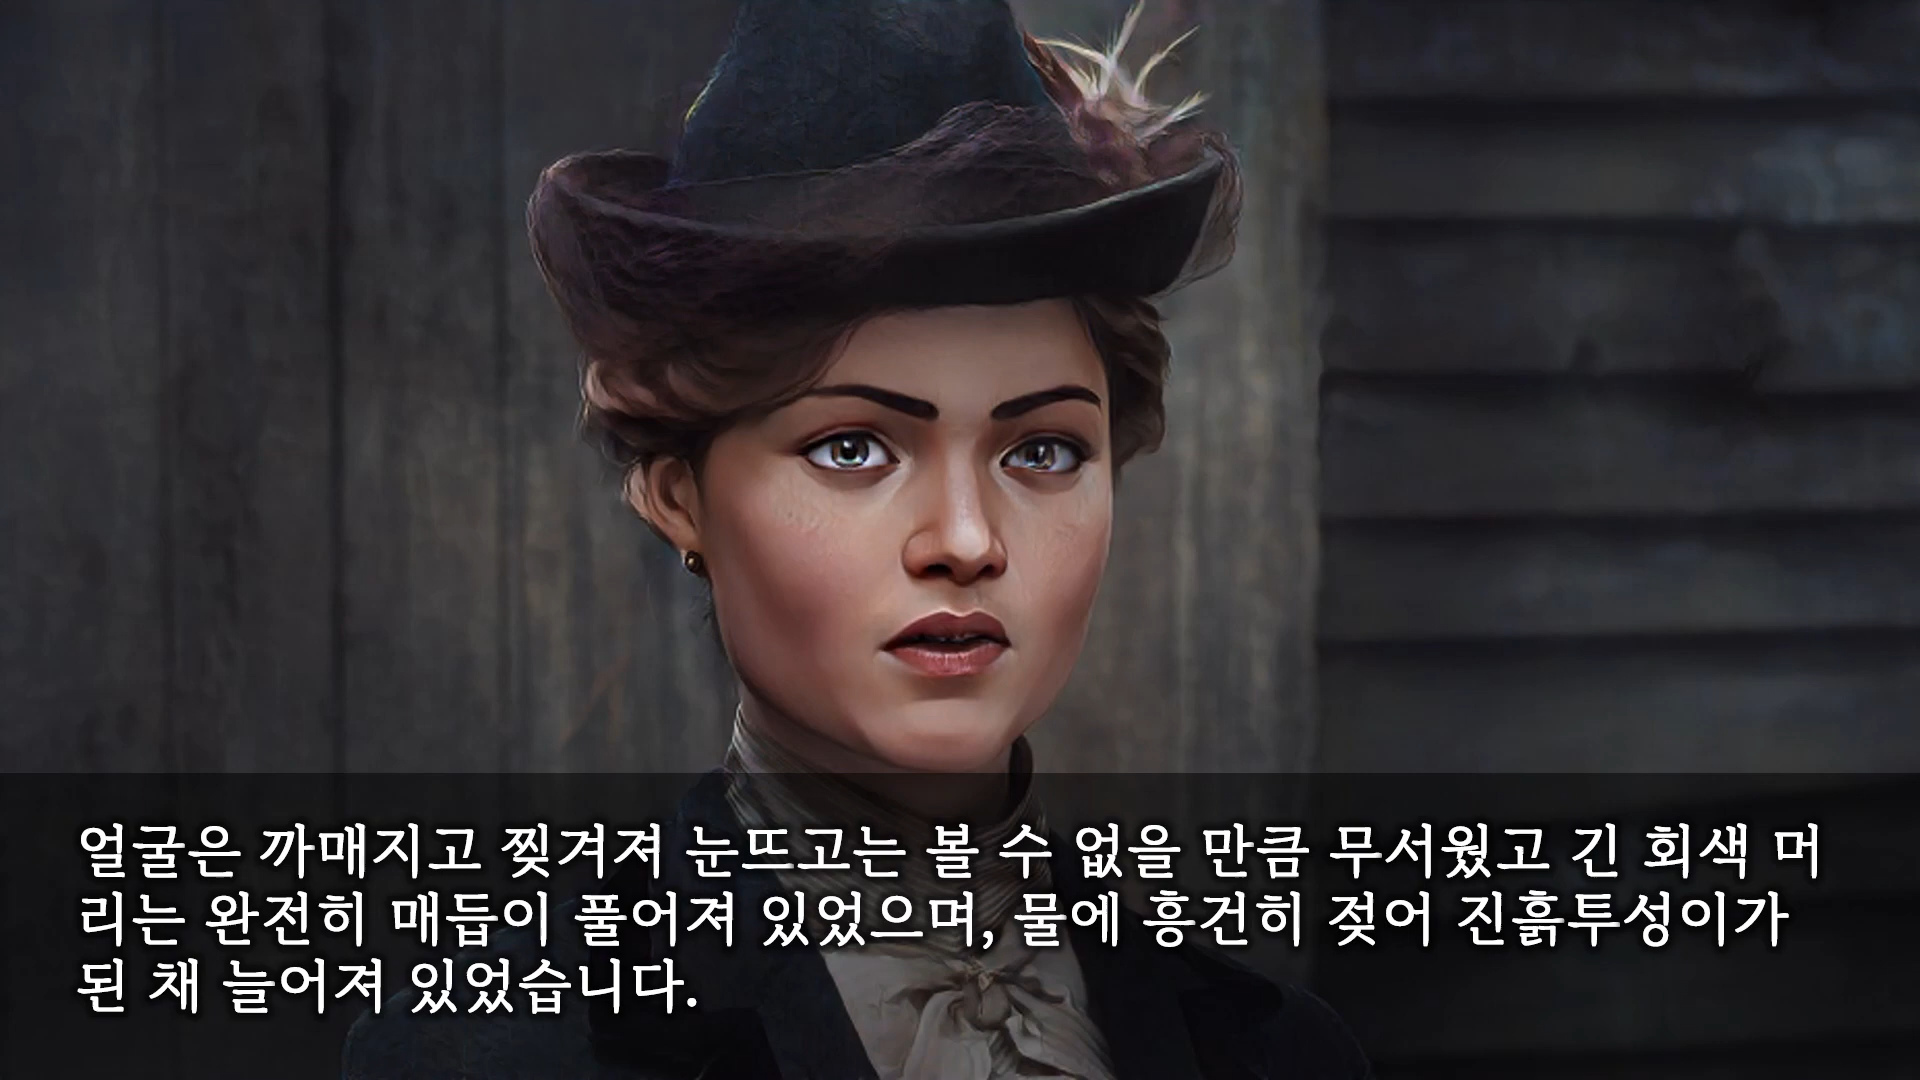 얼굴은 까매지고 찢겨져 눈뜨고는 볼 수 없을 만큼 무서웠고 긴 회색 머
리는 완전히 매듭이 풀어져 있었으며, 물에 흥건히 젖어 진흙투성이가
된 채 늘어져 있었습니다.